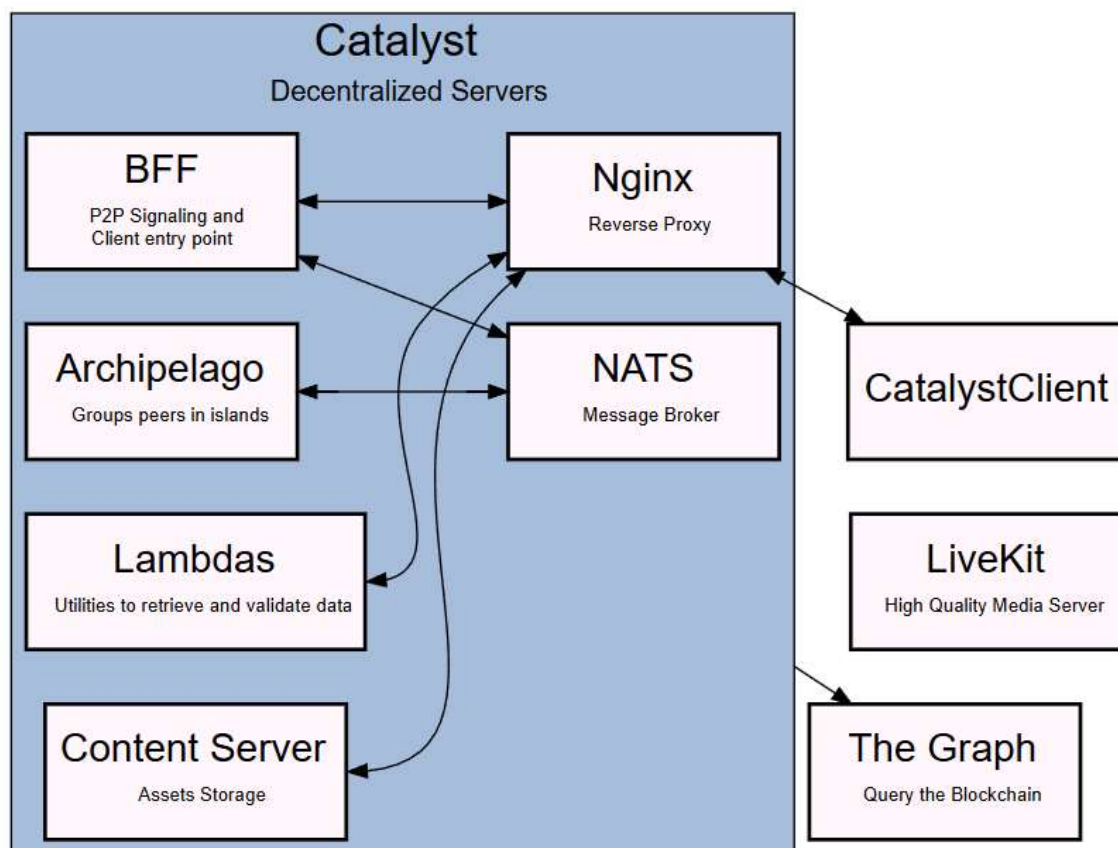 Catalyst
Decentralized Servers
BFF
P2P Signaling and
Client entry point
Nginx
Reverse Proxy
Archipelago
Groups peers in islands
NATS
Message Broker
CatalystClient
Lambdas
Utilities to retrieve and validate data
LiveKit
High Quality Media Server
Content Server
Assets Storage
The Graph
Query the Blockchain